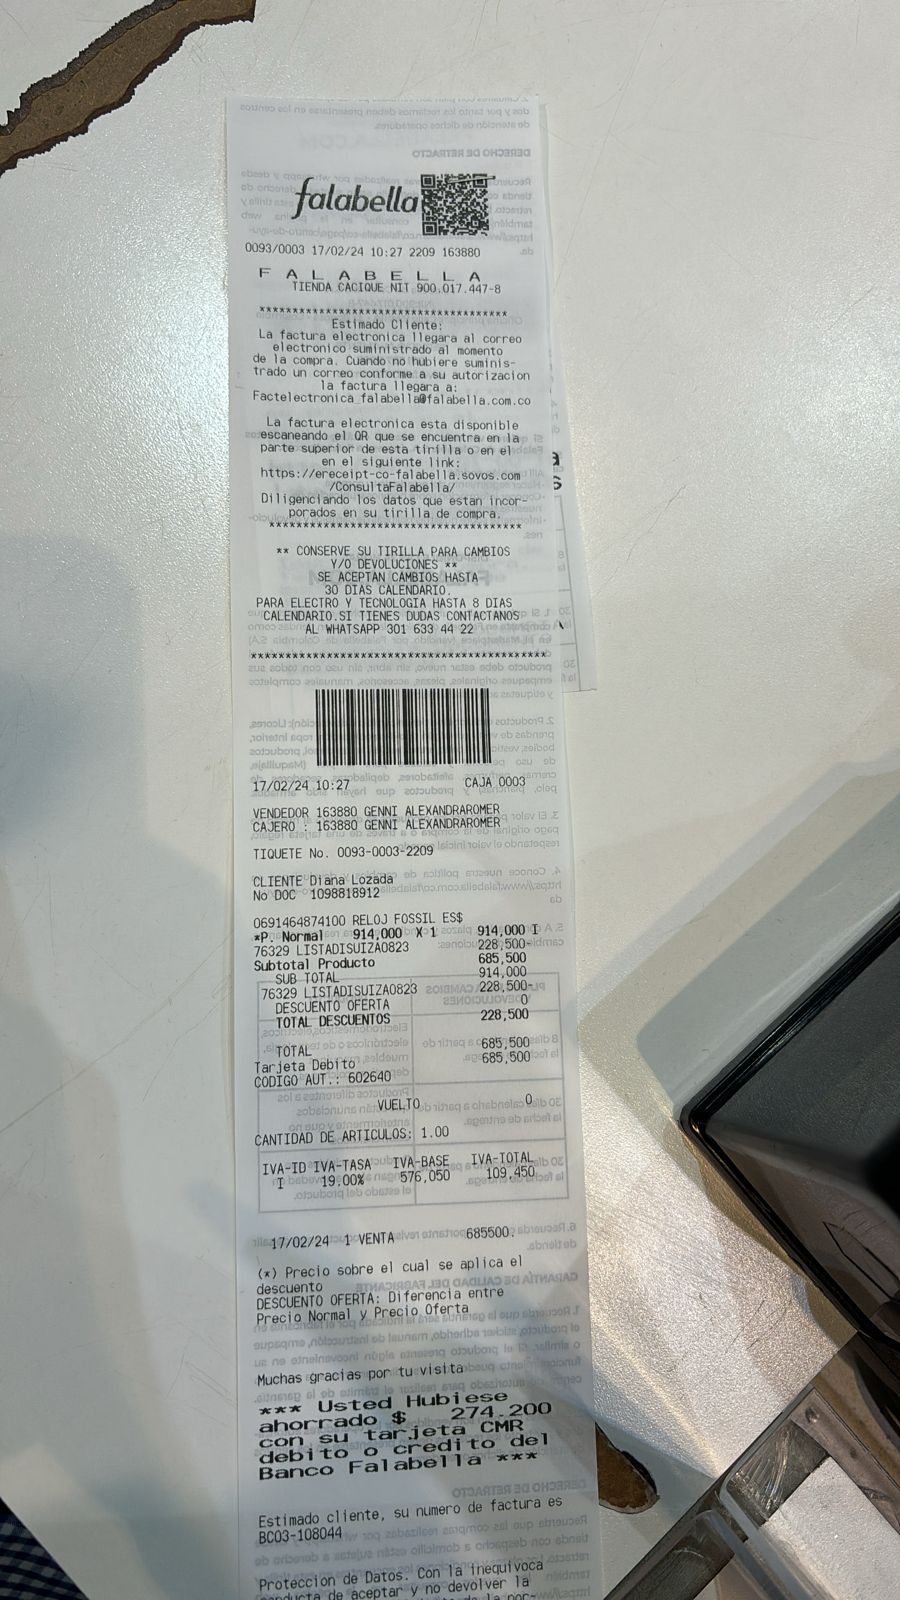 falabella
0093/0003 17/02/24 10:27 2209 163880
F A L A B E L L A
TIENDA CACIQUE NIT 900.017.447-8
**************************************
Estimado Cliente:
La factura electronica llegara al correo
electronico suministrado al momento
de la compra. Cuando no hubiere suminis-
trado un correo conforme a su autorizacion
la factura llegara a:
Factelectronica_falabella@falabella.com.co
La factura electronica esta disponible
escaneando el QR que se encuentra en la
parte superior de esta tirilla o en el
en el siguiente link:
https://ereceipt-co-falabella.sovos.com
/ConsultaFalabella/
Diligenciando los datos que estan incor-
porados en su tirilla de compra.
**************************************
** CONSERVE SU TIRILLA PARA CAMBIOS
Y/O DEVOLUCIONES **
SE ACEPTAN CAMBIOS HASTA
30 DIAS CALENDARIO.
PARA ELECTRO Y TECNOLOGIA HASTA 8 DIAS
CALENDARIO.SI TIENES DUDAS CONTACTANOS
AL WHATSAPP 301 633 44 22
**************************************
17/02/24 10:27 CAJA 0003
VENDEDOR 163880 GENNI ALEXANDRAROMER
CAJERO : 163880 GENNI ALEXANDRAROMER
TIQUETE No. 0093-0003-2209
CLIENTE Diana Lozada
No DOC 1098818912
0691464874100 RELOJ FOSSIL ES$
*P. Normal 914,000 X 1 914,000 I
76329 LISTADISUIZA0823 228,500-
Subtotal Producto 685,500
SUB TOTAL 914,000
76329 LISTADISUIZA0823 228,500-
DESCUENTO OFERTA 0
TOTAL DESCUENTOS 228,500
TOTAL 685,500
Tarjeta Debito 685,500
CODIGO AUT.: 602640
VUELTO 0
CANTIDAD DE ARTICULOS: 1.00
IVA-ID IVA-TASA IVA-BASE IVA-TOTAL
I 19.00% 576,050 109,450
17/02/24 1 VENTA 685500.
(*) Precio sobre el cual se aplica el
descuento
DESCUENTO OFERTA: Diferencia entre
Precio Normal y Precio Oferta
Muchas gracias por tu visita
*** Usted Hubiese
ahorrado $ 274.200
con su tarjeta CMR
debito o credito del
Banco Falabella ***
Estimado cliente, su numero de factura es
BC03-108044
Proteccion de Datos. Con la inequivoca
conducta de aceptar y no devolver la